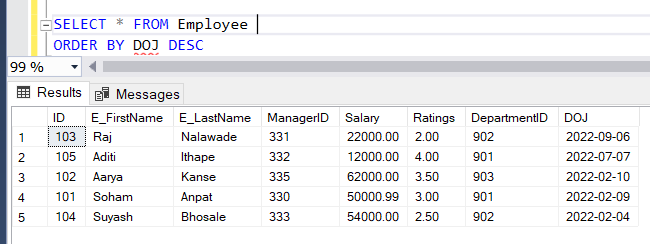 SELECT * FROM Employee
ORDER BY DOJ DESC
99 %
Results Messages
ID E_FirstName E_LastName ManagerID Salary Ratings DepartmentID DOJ
1 103 Raj Nalawade 331 22000.00 2.00 902 2022-09-06
2 105 Aditi Ithape 332 12000.00 4.00 901 2022-07-07
3 102 Aarya Kanse 335 62000.00 3.50 903 2022-02-10
4 101 Soham Anpat 330 50000.99 3.00 901 2022-02-09
5 104 Suyash Bhosale 333 54000.00 2.50 902 2022-02-04